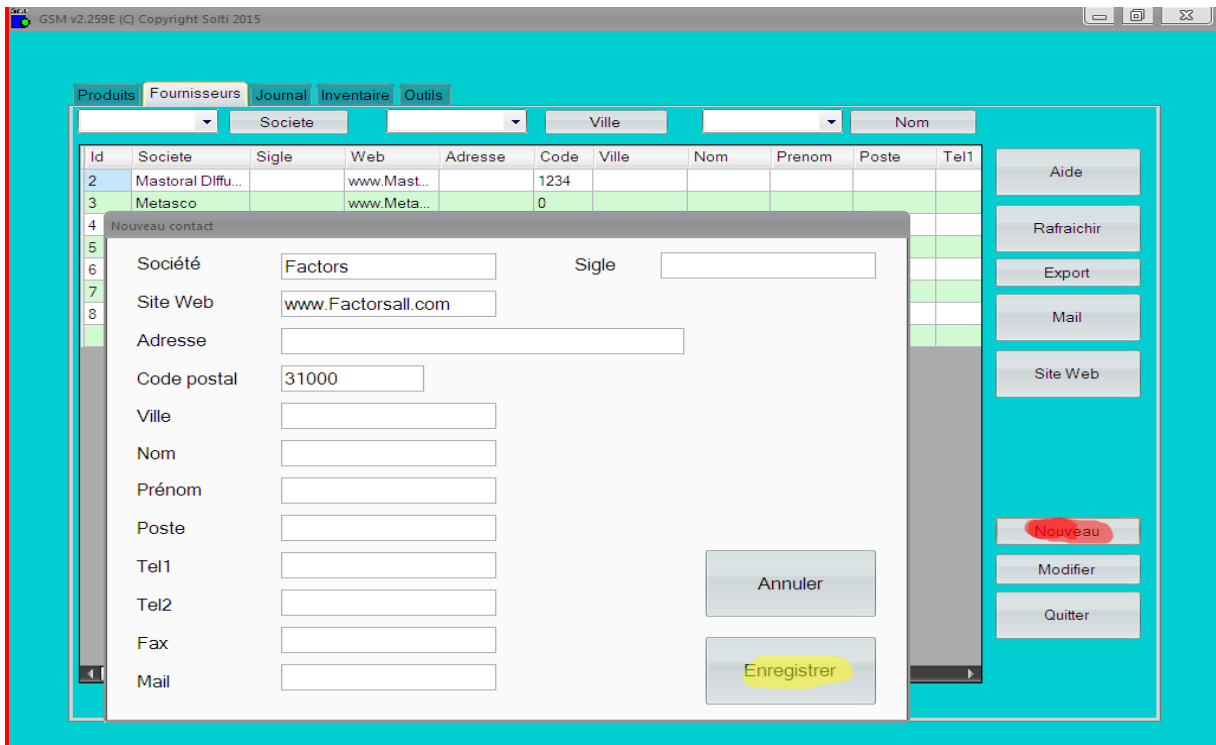 GSM v2.259E (C) Copyright Solti 2015
Produits Fournisseurs Journal Inventaire Outils
Societe Ville Nom
Id Societe Sigle Web Adresse Code Ville Nom Prenom Poste Tel1
2 Mastoral DIffu... www.Mast... 1234
3 Metasco www.Meta... 0
4
5
6
7
8
Nouveau contact
Société Factors Sigle
Site Web www.Factorsall.com
Adresse
Code postal 31000
Ville
Nom
Prénom
Poste
Tel1
Tel2
Fax
Mail
Annuler
Enregistrer
Aide
Rafraichir
Export
Mail
Site Web
Nouveau
Modifier
Quitter